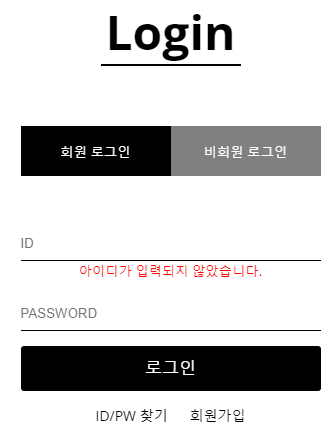 Login
회원 로그인 비회원 로그인
ID
아이디가 입력되지 않았습니다.
PASSWORD
로그인
ID/PW 찾기 회원가입